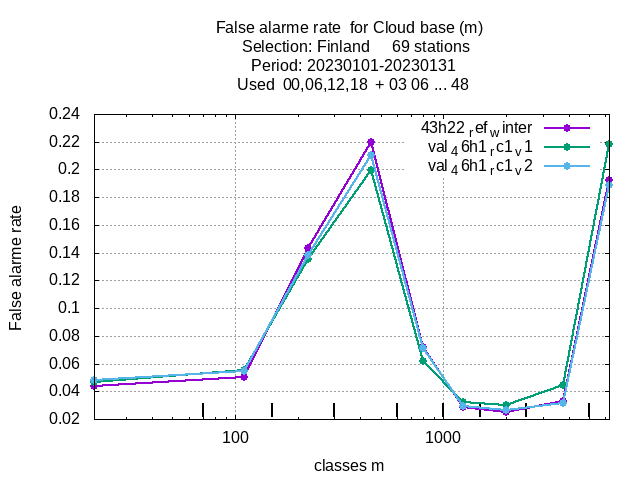 False alarme rate for Cloud base (m)
Selection: Finland 69 stations
Period: 20230101-20230131
Used 00,06,12,18 + 03 06 ... 48
43h22 ref winter
val 4 6h1 r c1 v 1
val 4 6h1 r c1 v 2
0.24
0.22
0.2
0.18
0.16
0.14
0.12
0.1
0.08
0.06
0.04
0.02
False alarme rate
100
1000
classes m